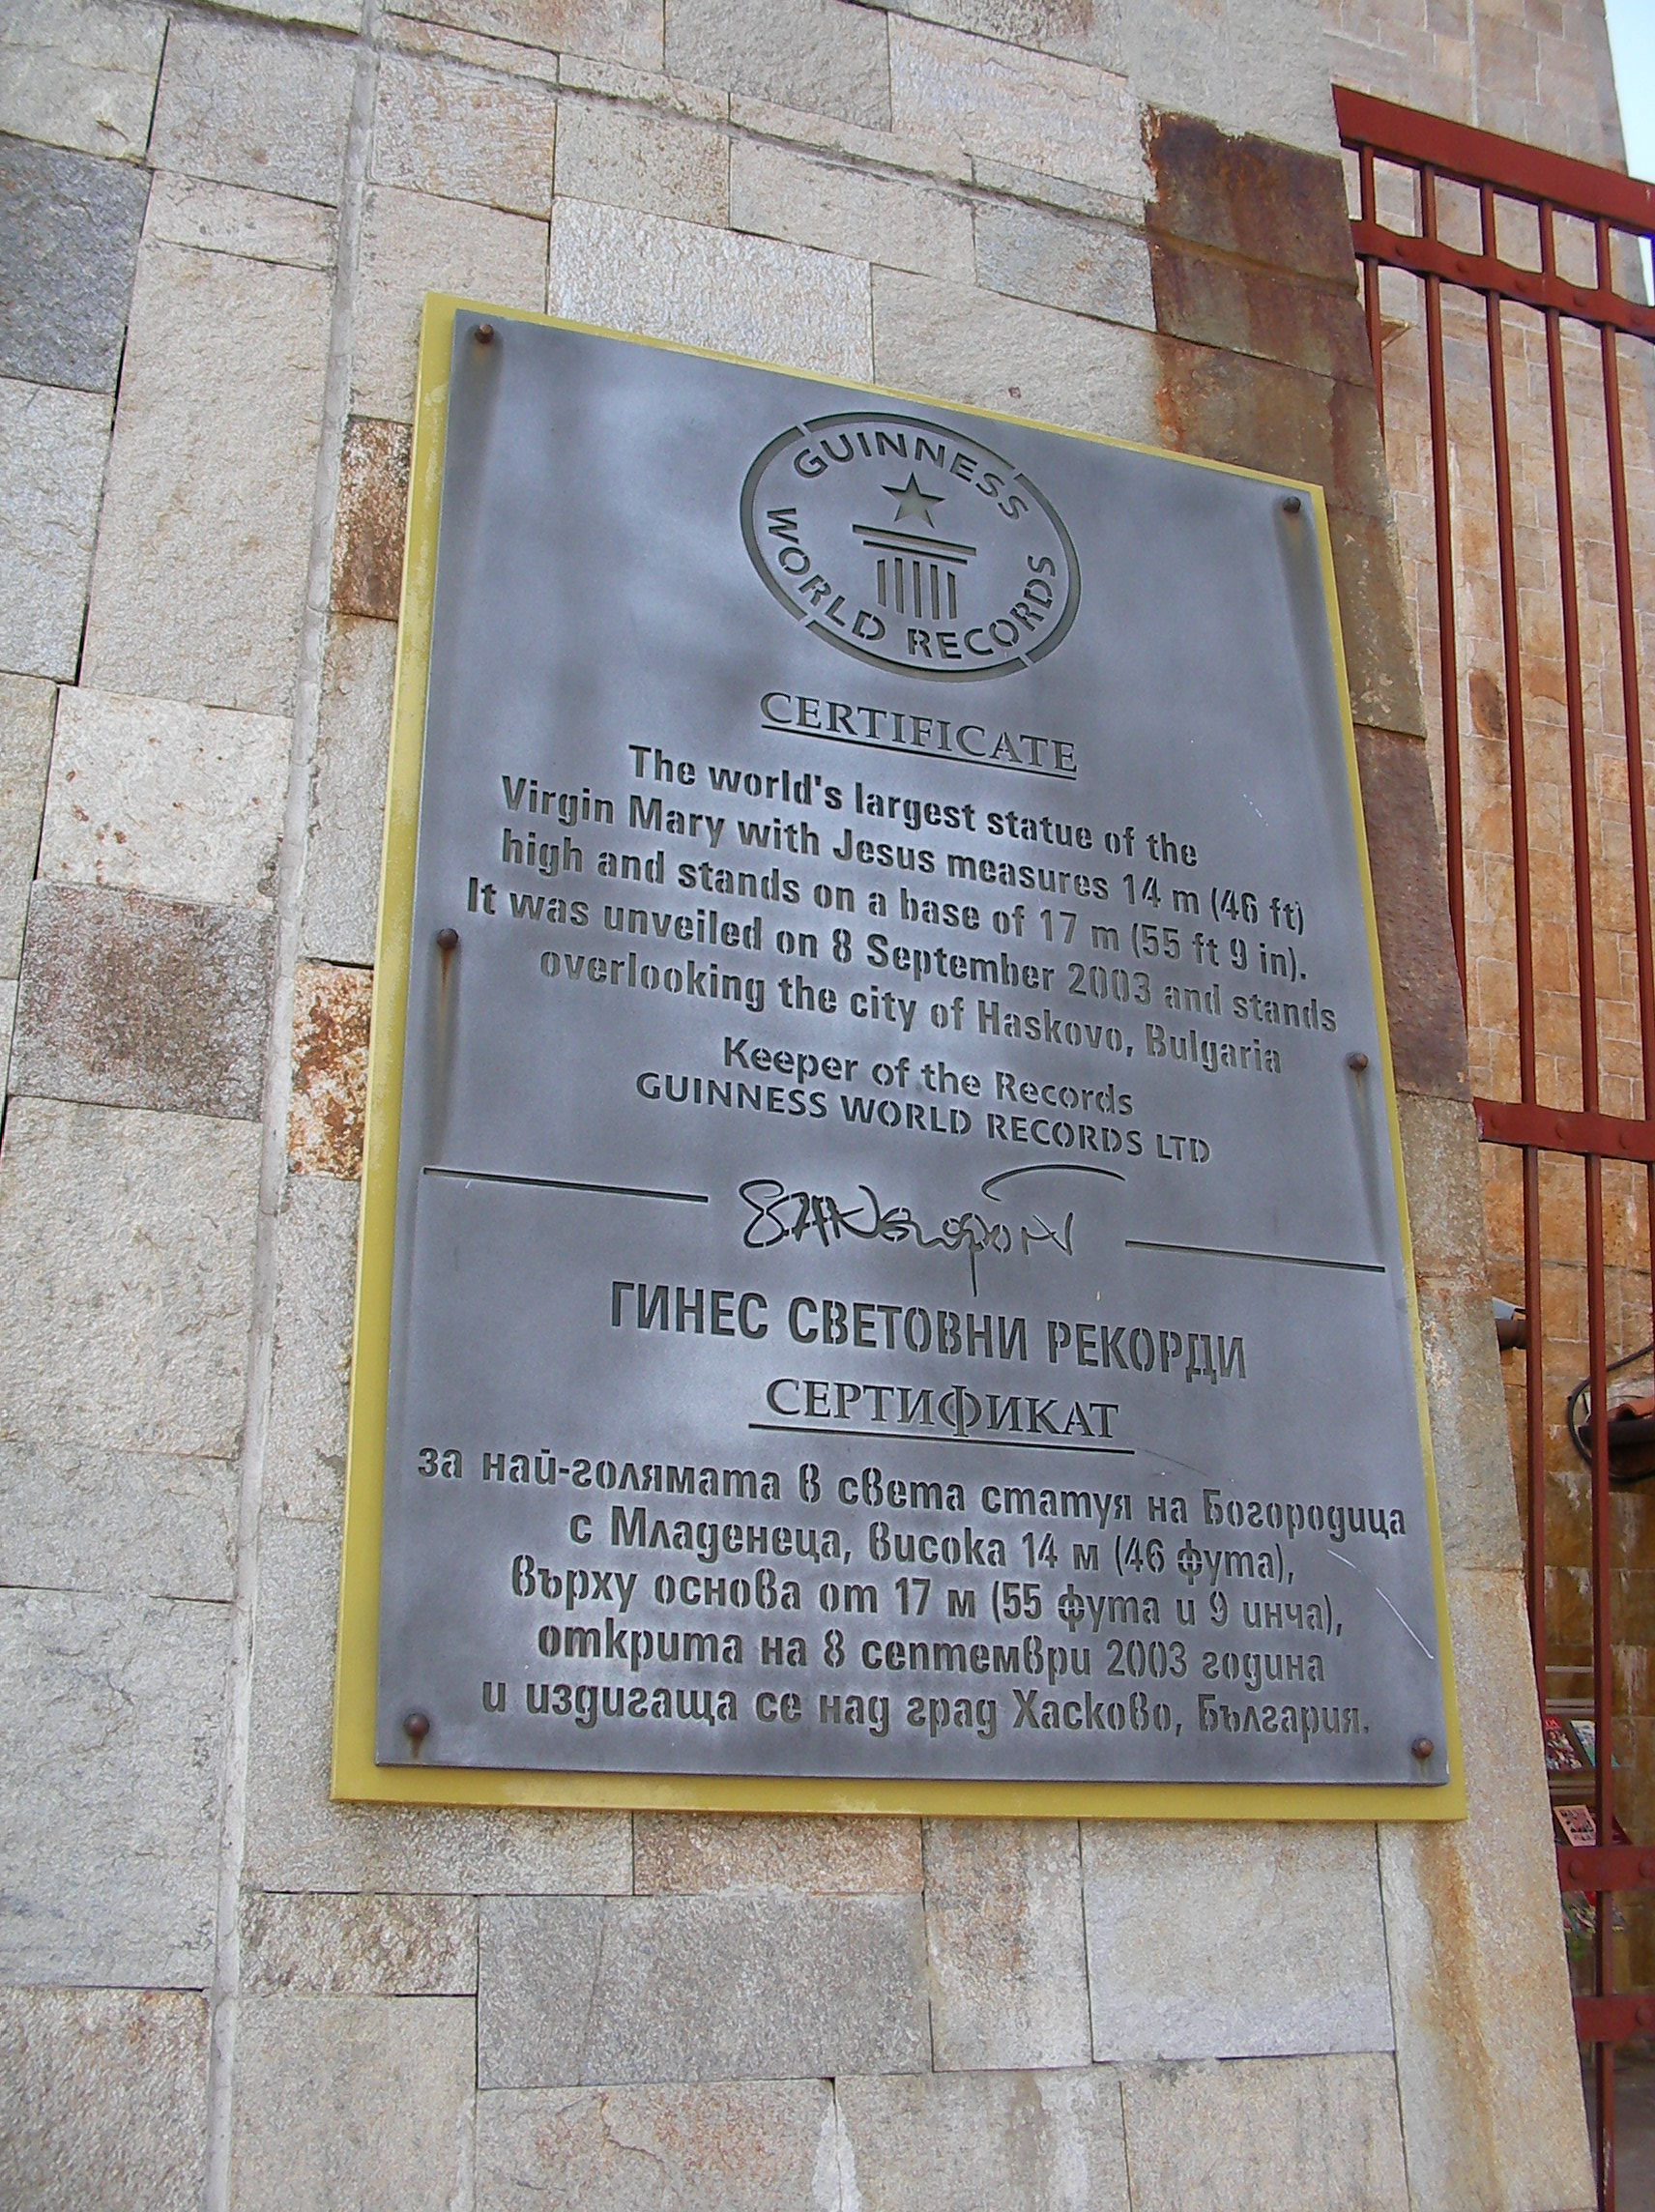 GUINNESS
WORLD RECORDS
CERTIFICATE
The world's largest statue of the
Virgin Mary with Jesus measures 14 m (46 ft)
high and stands on a base of 17 m (55 ft 9 in).
It was unveiled on 8 September 2003 and stands
overlooking the city of Haskovo, Bulgaria
Keeper of the Records
GUINNESS WORLD RECORDS LTD
ГИНЕС СВЕТОВНИ РЕКОРДИ
СЕРТИФИКАТ
за най-голямата в света статуя на Богородица
с Младенеца, висока 14 м (46 фута),
върху основа от 17 м (55 фута и 9 инча),
открита на 8 септември 2003 година
и издигаща се над град Хасково, България.